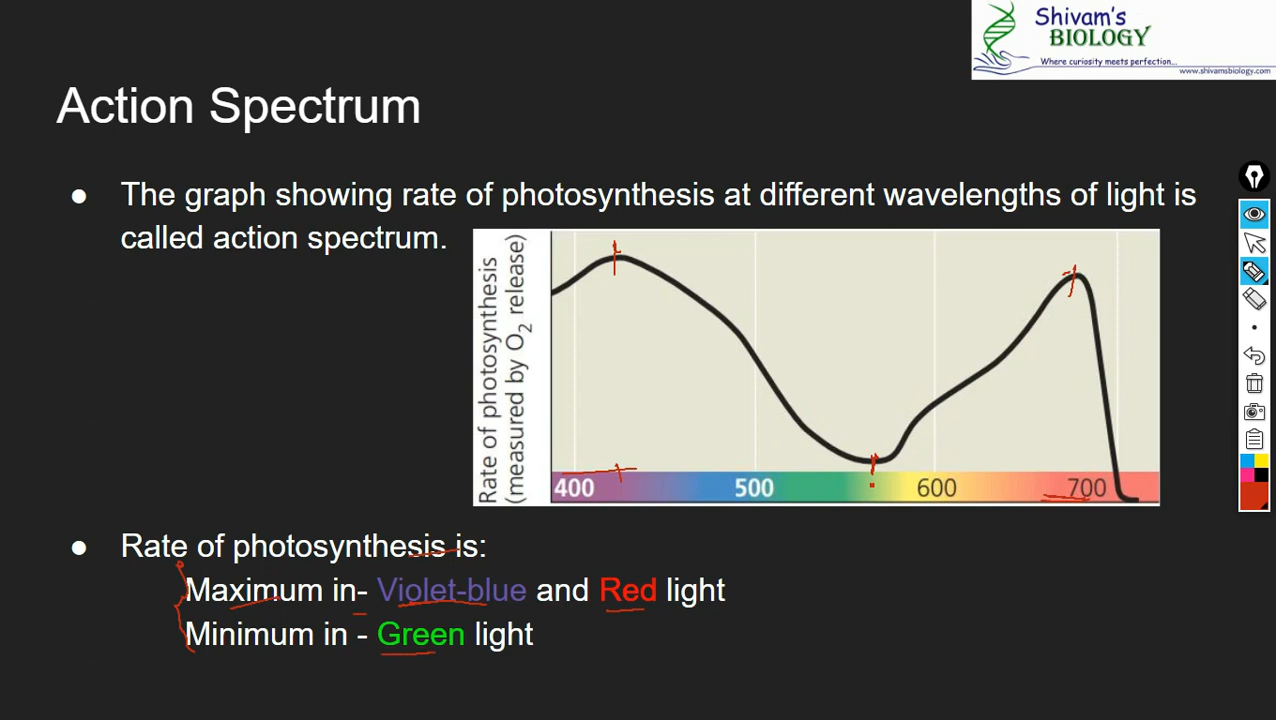 Shivam's
BIOLOGY
Where curiosity meets perfection...
www.shivamsbiology.com
Action Spectrum
● The graph showing rate of photosynthesis at different wavelengths of light is
called action spectrum.
Rate of photosynthesis
(measured by O₂ release)
400 500 600 700
● Rate of photosynthesis is:
Maximum in- Violet-blue and Red light
Minimum in - Green light